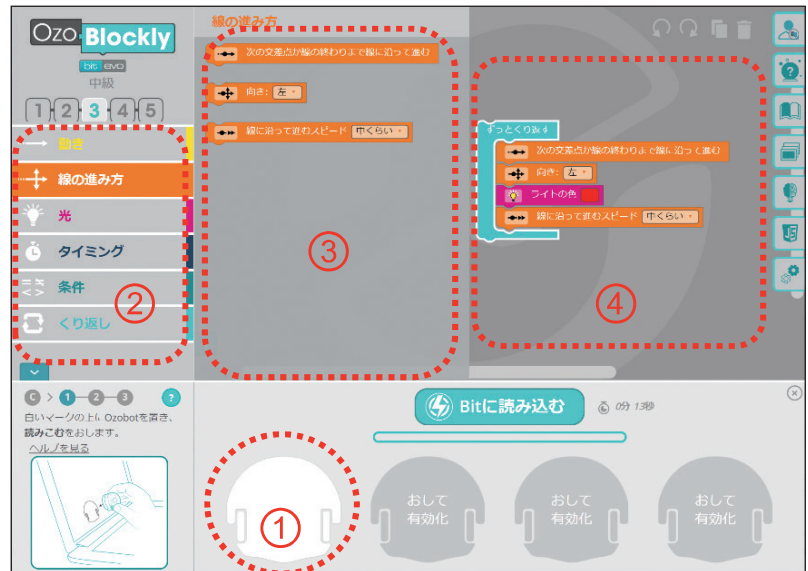 Ozo Blockly
bit evo
中級
1 2 3 4 5
動き
線の進み方
光
タイミング
条件
くり返し
②
線の進み方
次の交差点か線の終わりまで線に沿って進む
向き: 左
線に沿って進むスピード 中くらい
③
ずっとくり返す
次の交差点か線の終わりまで線に沿って進む
向き: 左
ライトの色
線に沿って進むスピード 中くらい
④
C > 1 2 3 ?
白いマークの上にOzobotを置き、
読みこむをおします。
ヘルプを見る
Bitに読み込む
0分 13秒
①
おして
有効化
おして
有効化
おして
有効化